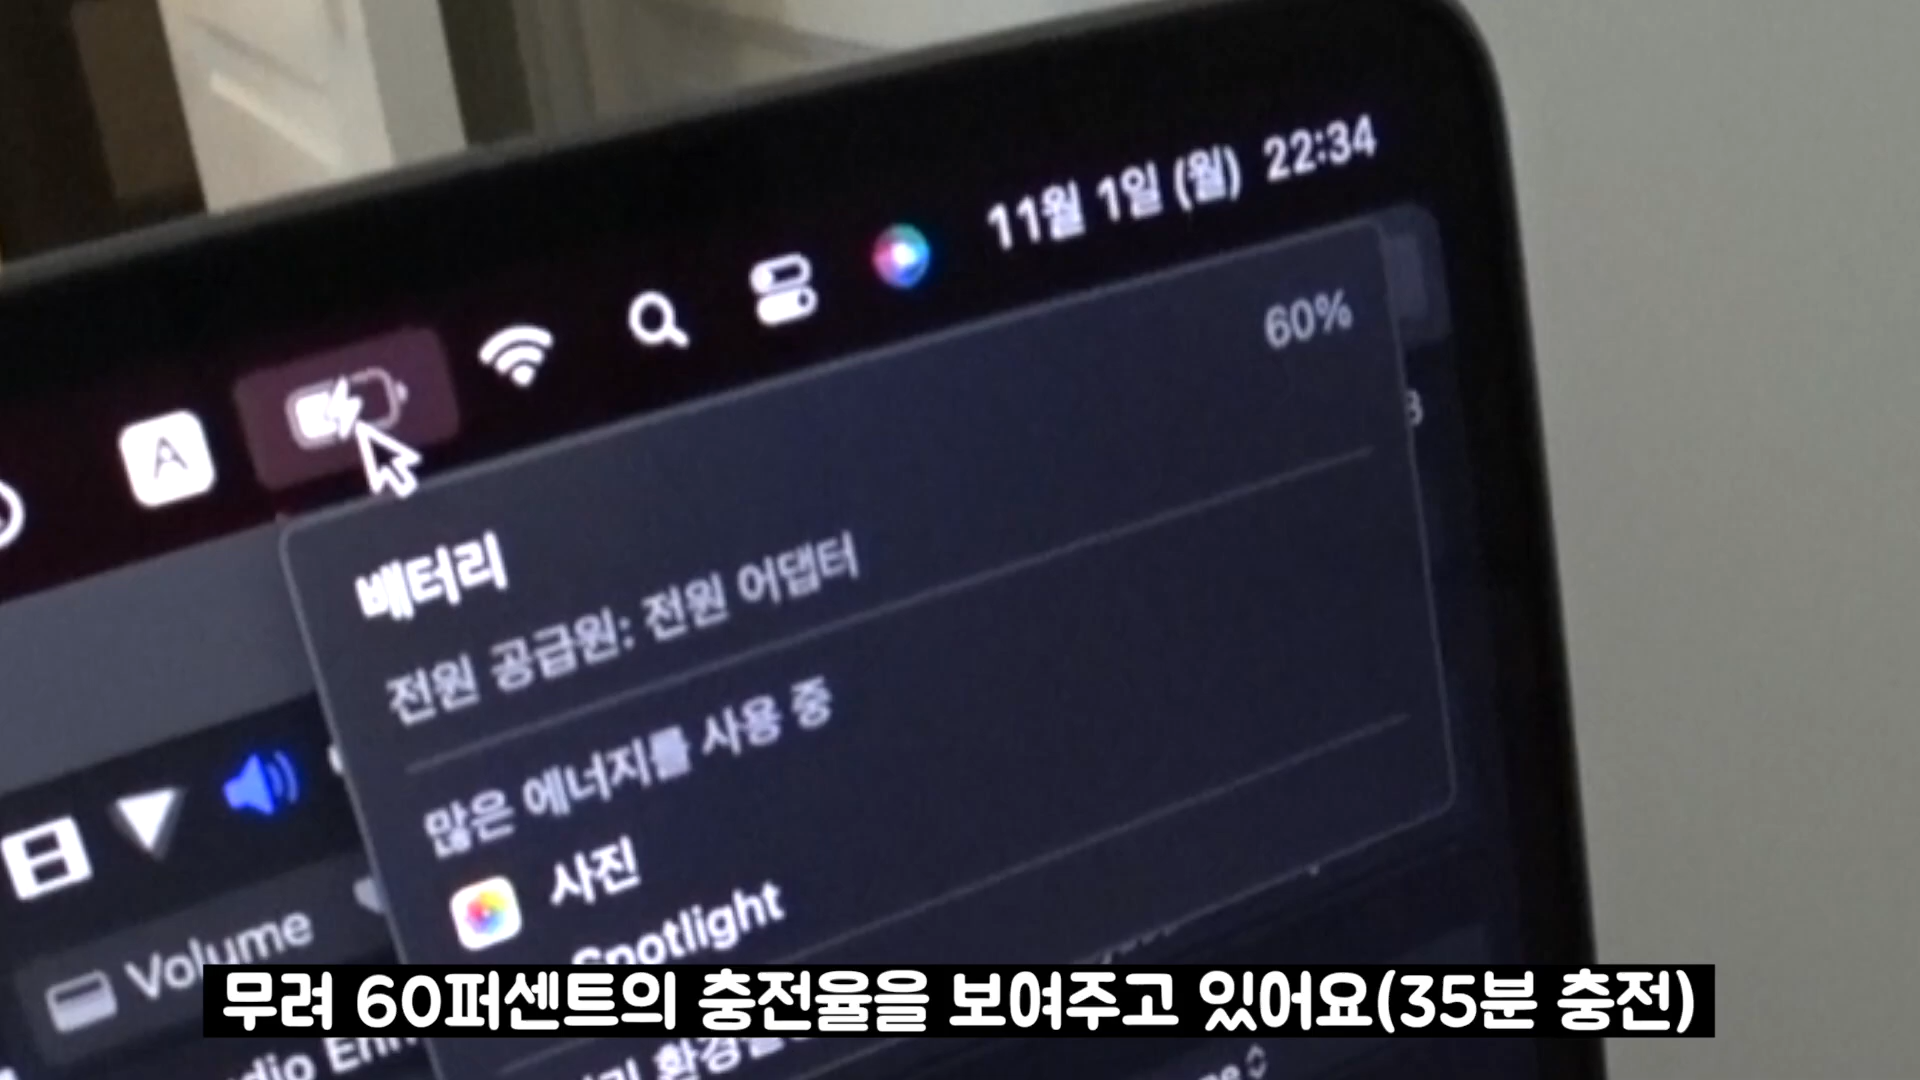 11월 1일 (월) 22:34
A
60%
배터리
전원 공급원: 전원 어댑터
많은 에너지를 사용 중
사진
Spotlight
Volume
무려 60퍼센트의 충전율을 보여주고 있어요(35분 충전)